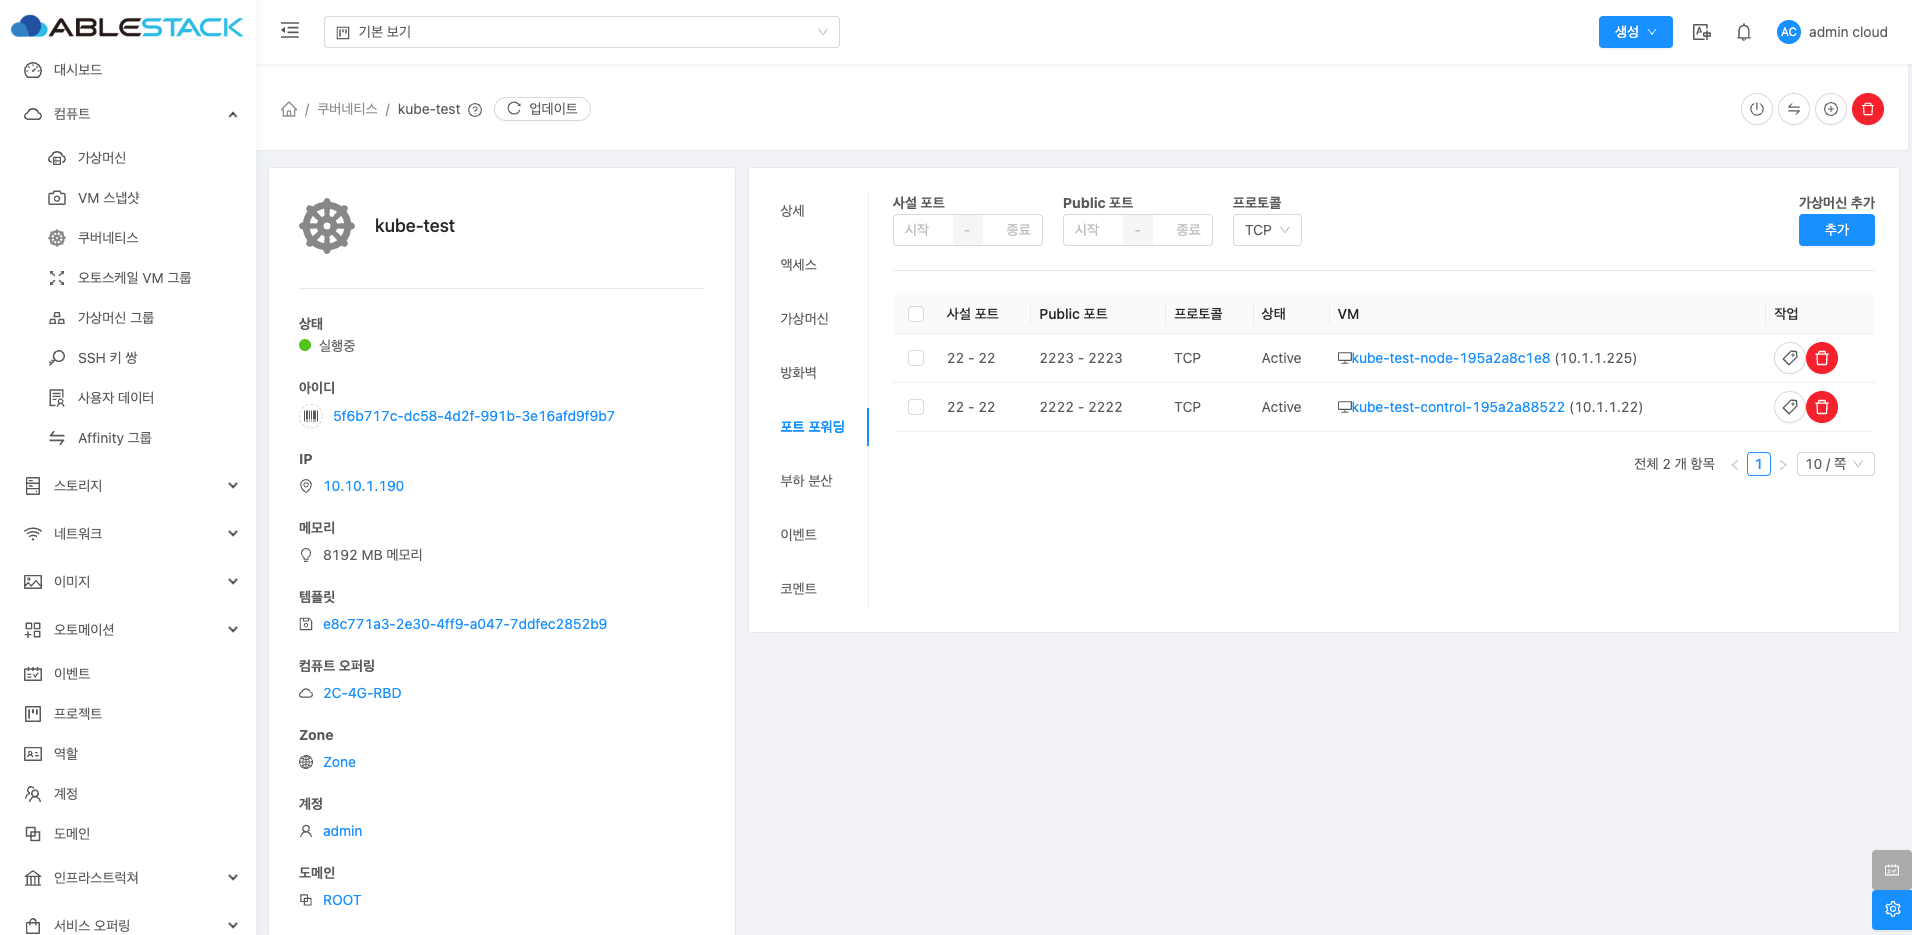 ABLESTACK
기본 보기
생성
AC
admin cloud
대시보드
컴퓨트
가상머신
VM 스냅샷
쿠버네티스
오토스케일 VM 그룹
가상머신 그룹
SSH 키 쌍
사용자 데이터
Affinity 그룹
스토리지
네트워크
이미지
오토메이션
이벤트
프로젝트
역할
계정
도메인
인프라스트럭쳐
서비스 오퍼링
/ 쿠버네티스 / kube-test
업데이트
kube-test
상태
실행중
아이디
5f6b717c-dc58-4d2f-991b-3e16afd9f9b7
IP
10.10.1.190
메모리
8192 MB 메모리
템플릿
e8c771a3-2e30-4ff9-a047-7ddfec2852b9
컴퓨트 오퍼링
2C-4G-RBD
Zone
Zone
계정
admin
도메인
ROOT
상세
액세스
가상머신
방화벽
포트 포워딩
부하 분산
이벤트
코멘트
사설 포트
시작 - 종료
Public 포트
시작 - 종료
프로토콜
TCP
가상머신 추가
추가
사설 포트 Public 포트 프로토콜 상태 VM 작업
22 - 22 2223 - 2223 TCP Active kube-test-node-195a2a8c1e8 (10.1.1.225)
22 - 22 2222 - 2222 TCP Active kube-test-control-195a2a88522 (10.1.1.22)
전체 2 개 항목 < 1 > 10 / 쪽